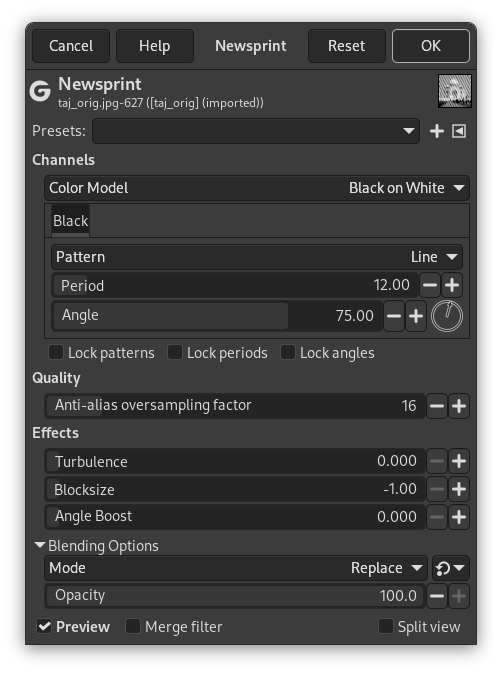 Cancel Help Newsprint Reset OK
Newsprint
taj_orig.jpg-627 ([taj_orig] (imported))
Presets:
Channels
Color Model Black on White
Black
Pattern Line
Period 12.00
Angle 75.00
Lock patterns Lock periods Lock angles
Quality
Anti-alias oversampling factor 16
Effects
Turbulence 0.000
Blocksize -1.00
Angle Boost 0.000
Blending Options
Mode Replace
Opacity 100.0
Preview Merge filter Split view